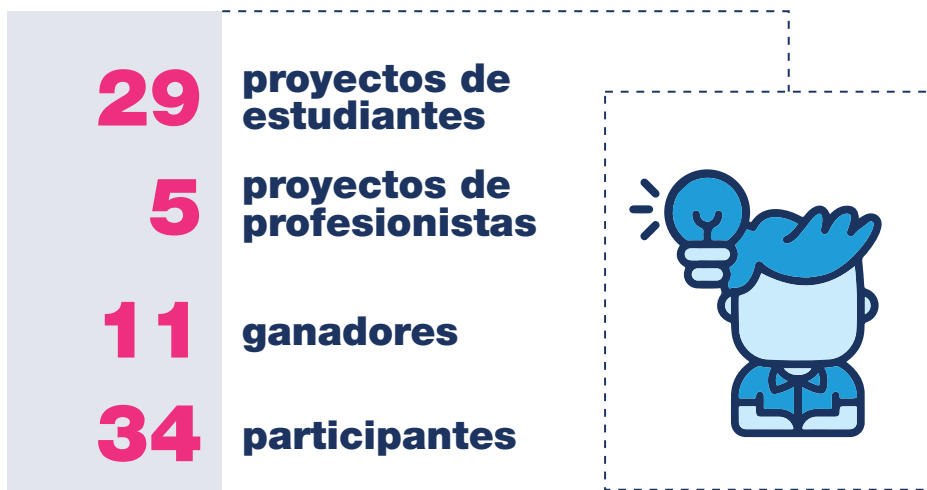 29 proyectos de
estudiantes
5 proyectos de
profesionistas
11 ganadores
34 participantes